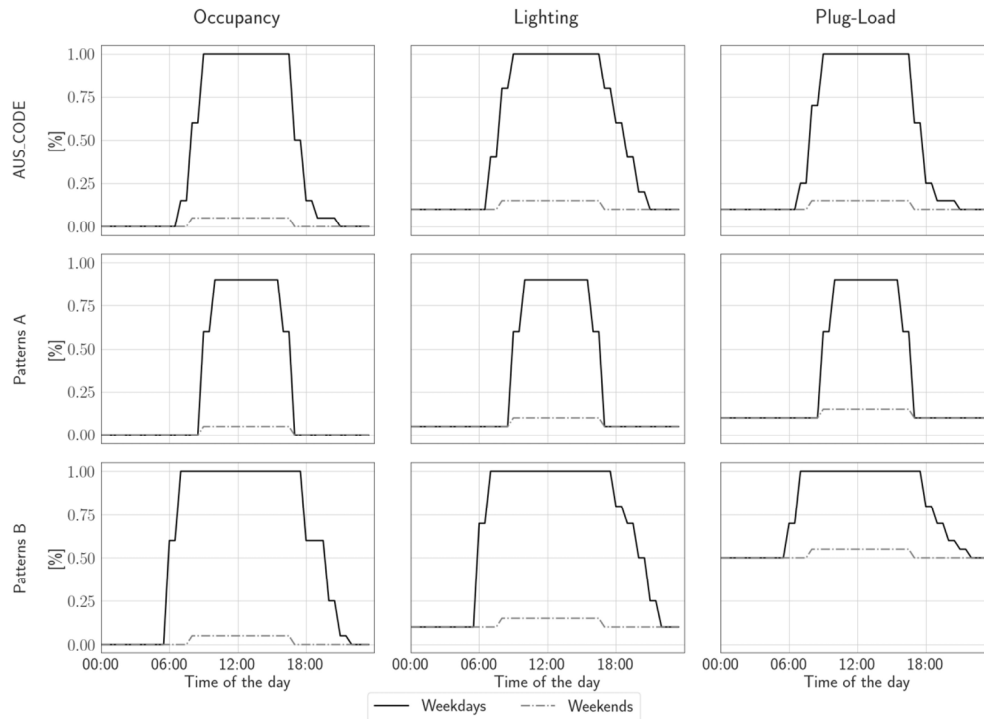 Occupancy Lighting Plug-Load
AUS_CODE
[%]
1.00
0.75
0.50
0.25
0.00
Patterns A
[%]
1.00
0.75
0.50
0.25
0.00
Patterns B
[%]
1.00
0.75
0.50
0.25
0.00
00:00 06:00 12:00 18:00 00:00 06:00 12:00 18:00 00:00 06:00 12:00 18:00
Time of the day Time of the day Time of the day
Weekdays Weekends